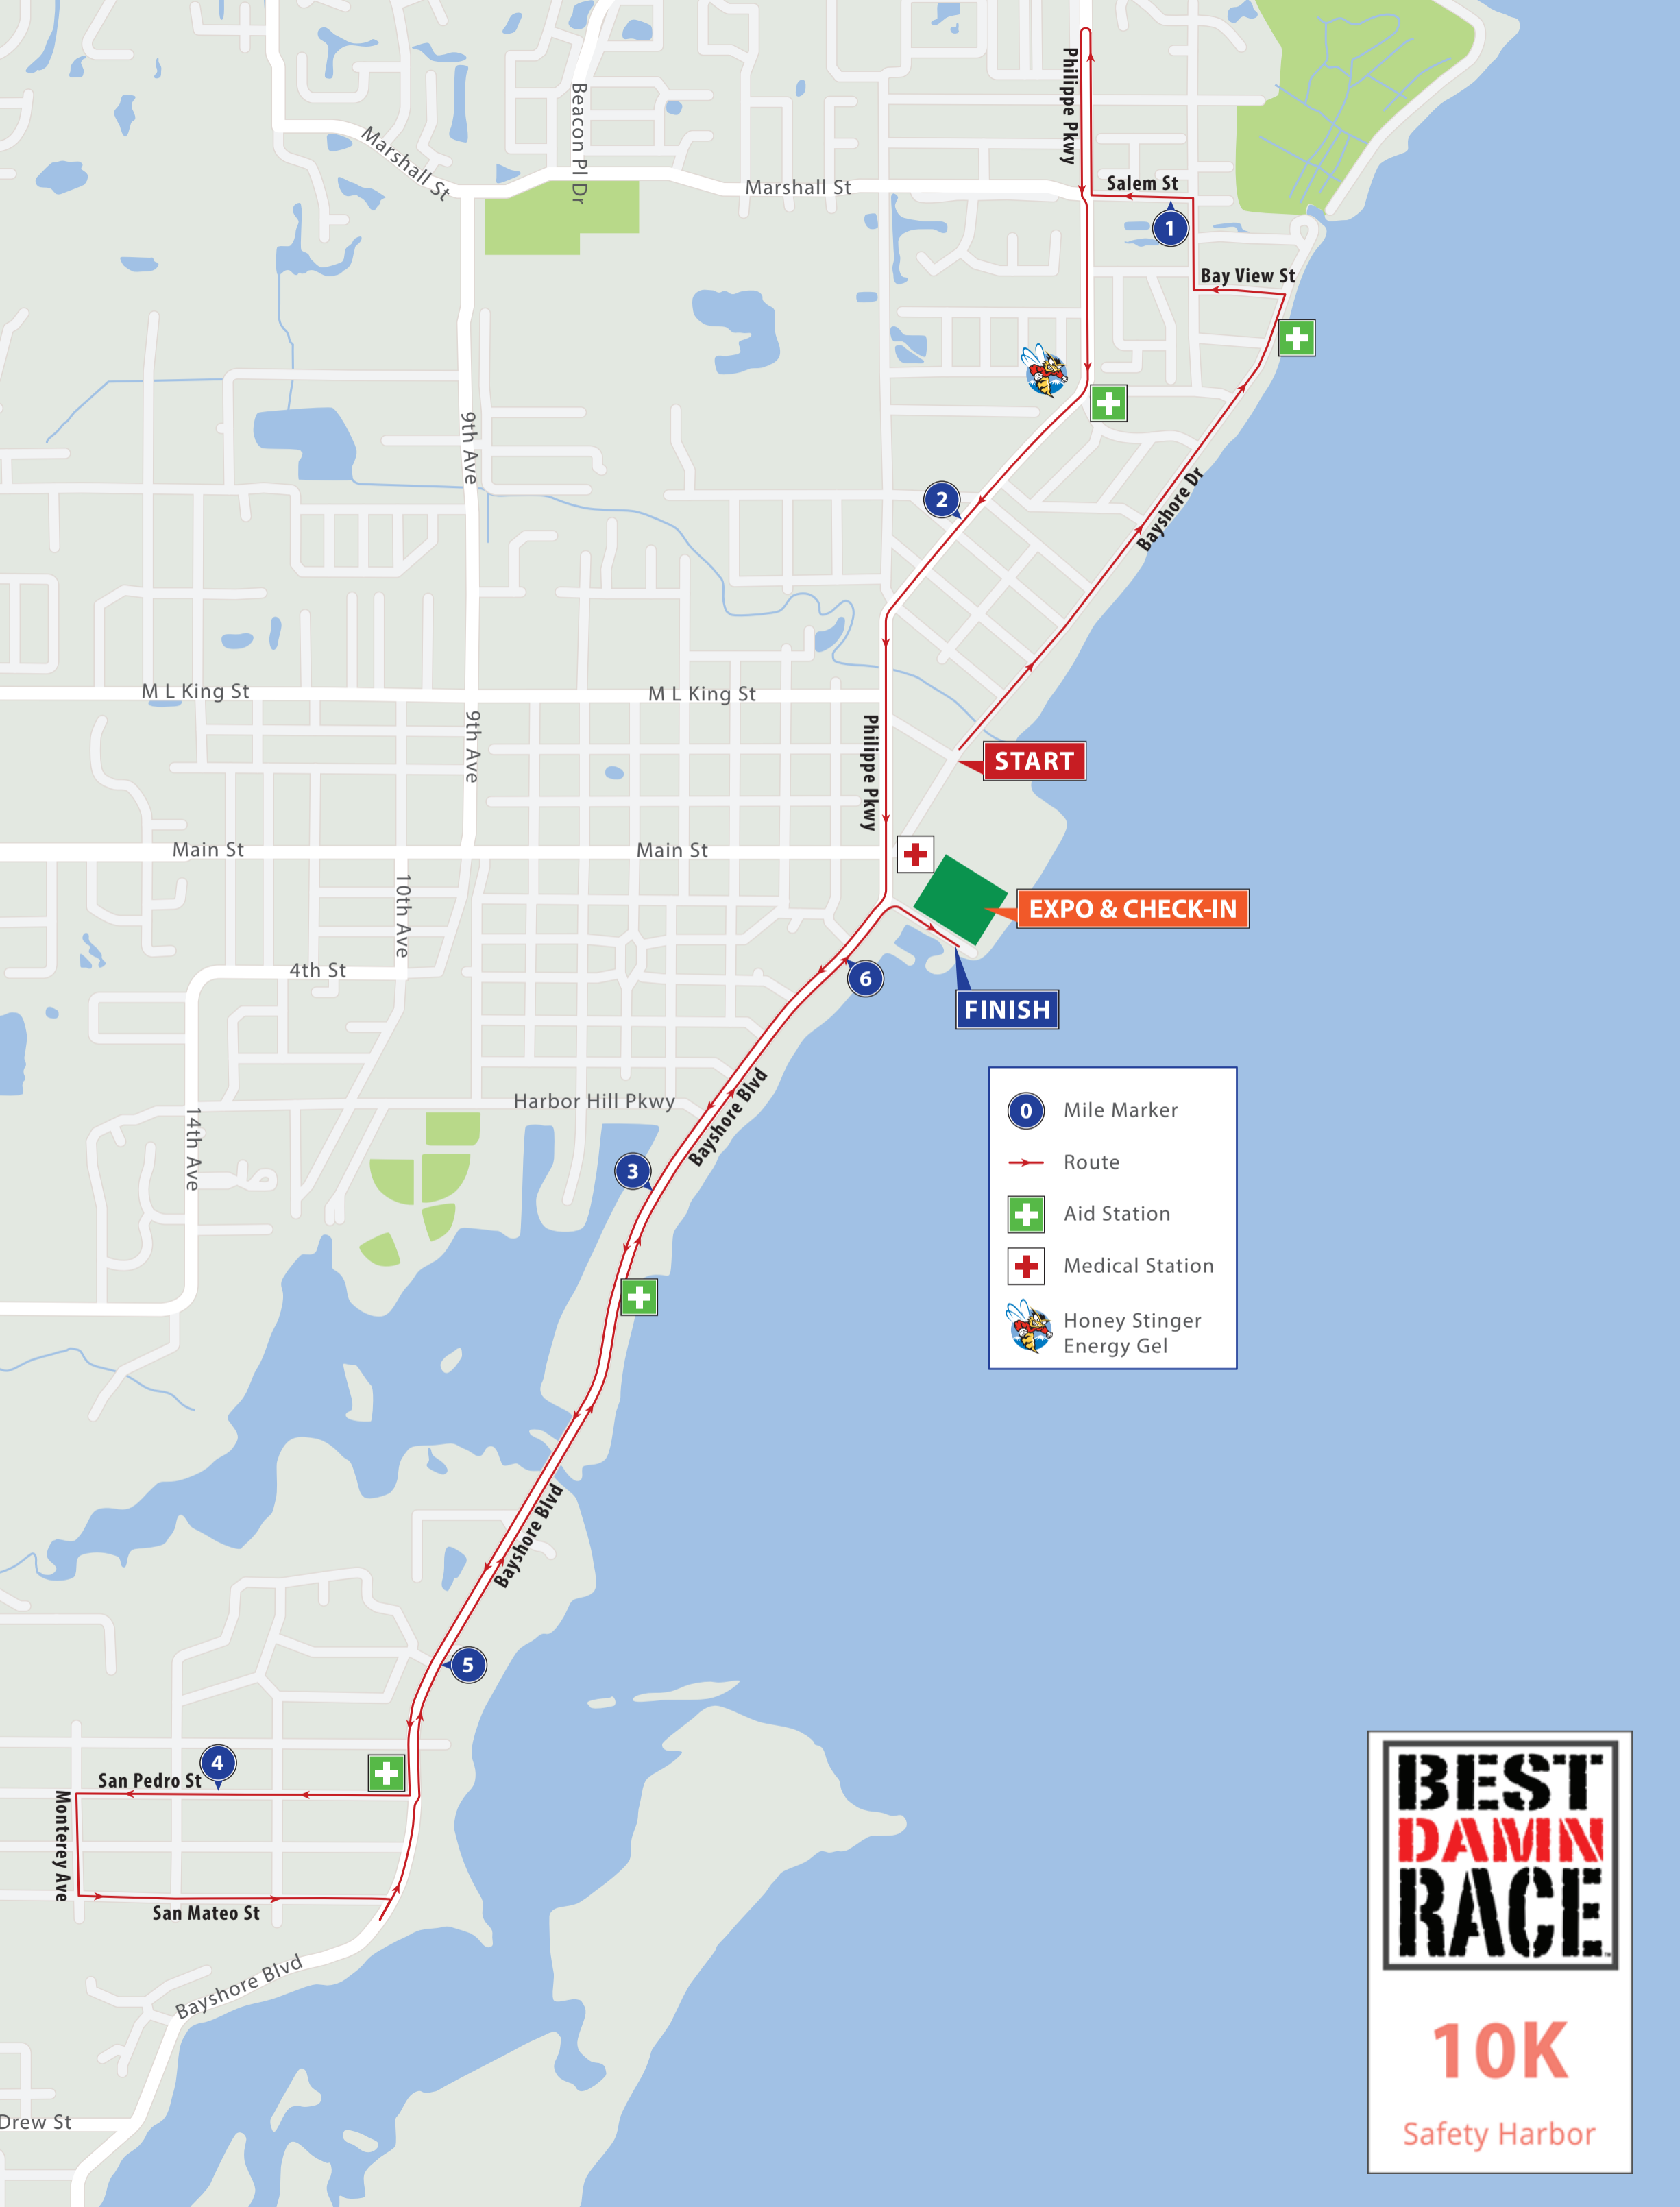 Philippe Pkwy
Beacon Pl Dr
Marshall St
Marshall St
Salem St
1
Bay View St
9th Ave
2
Bayshore Dr
M L King St
M L King St
9th Ave
Philippe Pkwy
START
Main St
Main St
10th Ave
EXPO & CHECK-IN
4th St
6
FINISH
Bayshore Blvd
Harbor Hill Pkwy
14th Ave
3
0
Mile Marker
Route
Aid Station
Medical Station
Honey Stinger
Energy Gel
Bayshore Blvd
5
4
San Pedro St
Monterey Ave
San Mateo St
Bayshore Blvd
Drew St
BEST
DAMN
RACE
10K
Safety Harbor